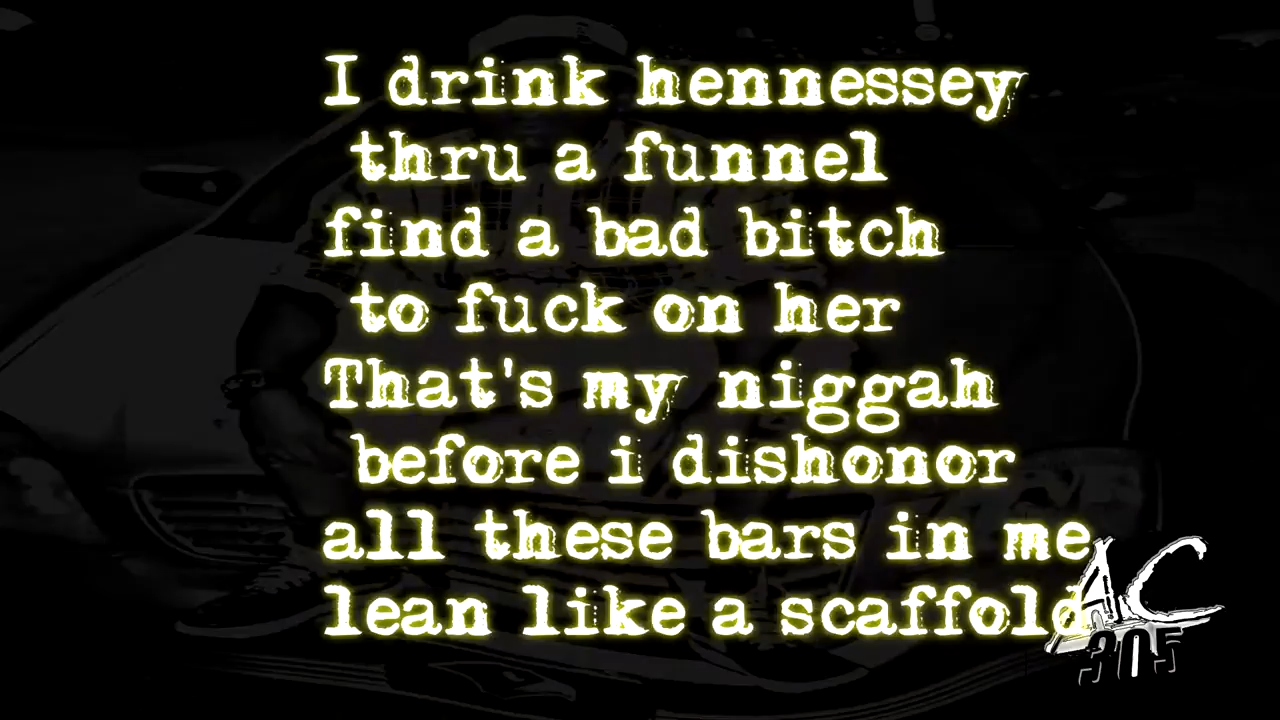 I drink hennessey
thru a funnel
find a bad bitch
to fuck on her
That's my niggah
before i dishonor
all these bars in me
lean like a scaffold
AC
305